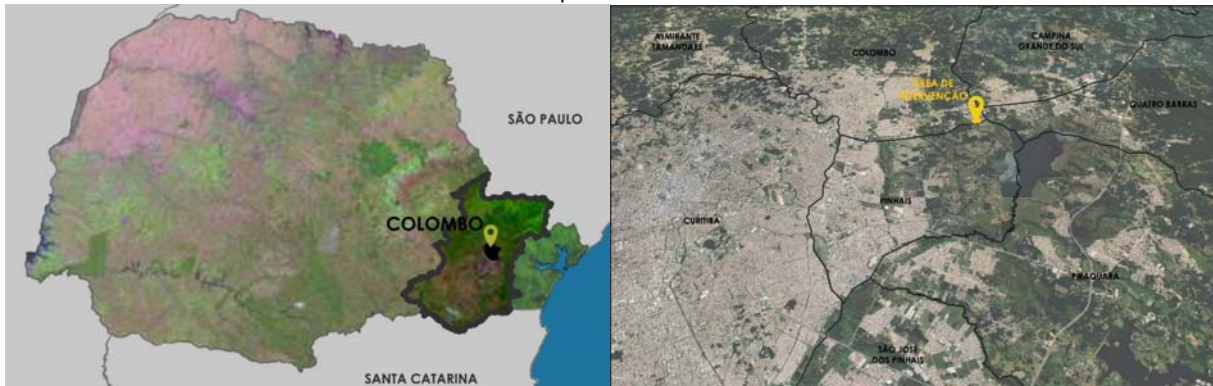 SÃO PAULO
COLOMBO
SANTA CATARINA
ALMIRANTE
TAMANDARÉ
COLOMBO
CAMPINA
GRANDE DO SUL
ÁREA DE
INTERVENÇÃO
QUATRO BARRAS
PINHAIS
CURITIBA
PIRAQUARA
SÃO JOSÉ
DOS PINHAIS